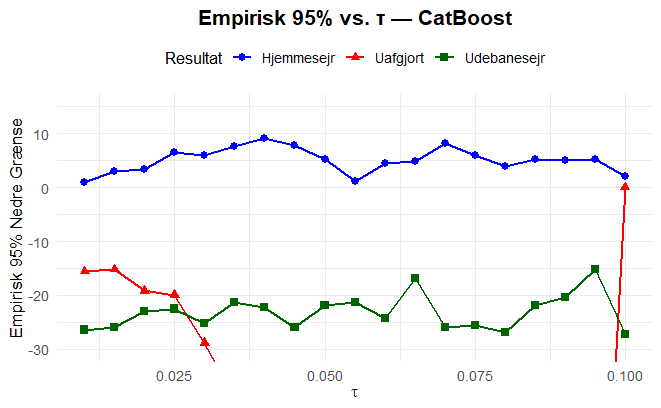 Empirisk 95% vs. τ — CatBoost
Resultat Hjemmesejr Uafgjort Udebanesejr
Empirisk 95% Nedre Grænse
10
0
-10
-20
-30
0.025 0.050 0.075 0.100
τ